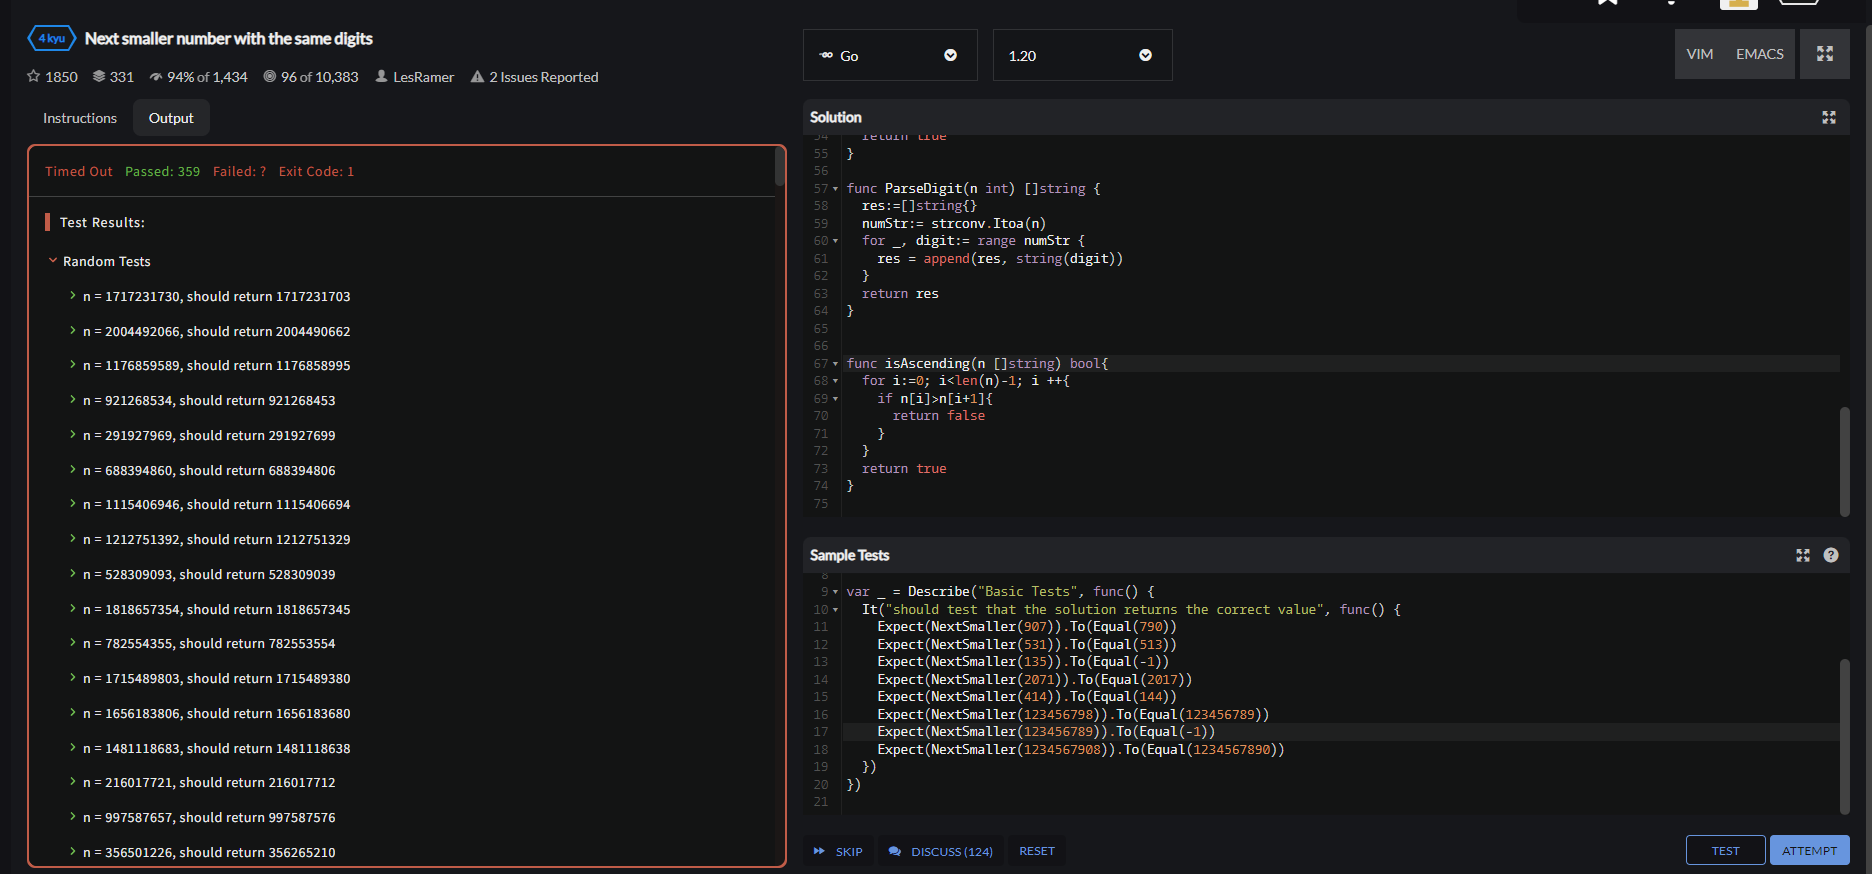 4 kyu Next smaller number with the same digits
1850 331 94% of 1,434 96 of 10,383 LesRamer 2 Issues Reported
Instructions Output
Timed Out Passed: 359 Failed: ? Exit Code: 1
Test Results:
Random Tests
n = 1717231730, should return 1717231703
n = 2004492066, should return 2004490662
n = 1176859589, should return 1176858995
n = 921268534, should return 921268453
n = 291927969, should return 291927699
n = 688394860, should return 688394806
n = 1115406946, should return 1115406694
n = 1212751392, should return 1212751329
n = 528309093, should return 528309039
n = 1818657354, should return 1818657345
n = 782554355, should return 782553554
n = 1715489803, should return 1715489380
n = 1656183806, should return 1656183680
n = 1481118683, should return 1481118638
n = 216017721, should return 216017712
n = 997587657, should return 997587576
n = 356501226, should return 356265210
Go 1.20 VIM EMACS
Solution
54 return true
55 }
56
57 func ParseDigit(n int) []string {
58 res:=[]string{}
59 numStr:= strconv.Itoa(n)
60 for _, digit:= range numStr {
61 res = append(res, string(digit))
62 }
63 return res
64 }
65
66
67 func isAscending(n []string) bool{
68 for i:=0; i<len(n)-1; i ++{
69 if n[i]>n[i+1]{
70 return false
71 }
72 }
73 return true
74 }
75
Sample Tests
8
9 var _ = Describe("Basic Tests", func() {
10 It("should test that the solution returns the correct value", func() {
11 Expect(NextSmaller(907)).To(Equal(790))
12 Expect(NextSmaller(531)).To(Equal(513))
13 Expect(NextSmaller(135)).To(Equal(-1))
14 Expect(NextSmaller(2071)).To(Equal(2017))
15 Expect(NextSmaller(414)).To(Equal(144))
16 Expect(NextSmaller(123456798)).To(Equal(123456789))
17 Expect(NextSmaller(123456789)).To(Equal(-1))
18 Expect(NextSmaller(1234567908)).To(Equal(1234567890))
19 })
20 })
21
SKIP DISCUSS (124) RESET TEST ATTEMPT